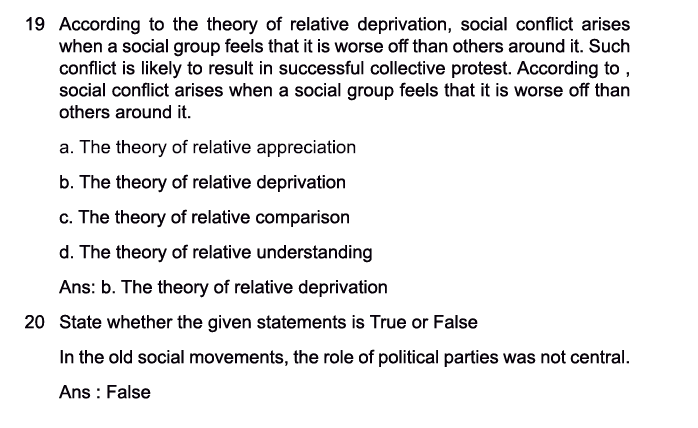 19 According to the theory of relative deprivation, social conflict arises
when a social group feels that it is worse off than others around it. Such
conflict is likely to result in successful collective protest. According to ,
social conflict arises when a social group feels that it is worse off than
others around it.
a. The theory of relative appreciation
b. The theory of relative deprivation
c. The theory of relative comparison
d. The theory of relative understanding
Ans: b. The theory of relative deprivation
20 State whether the given statements is True or False
In the old social movements, the role of political parties was not central.
Ans : False